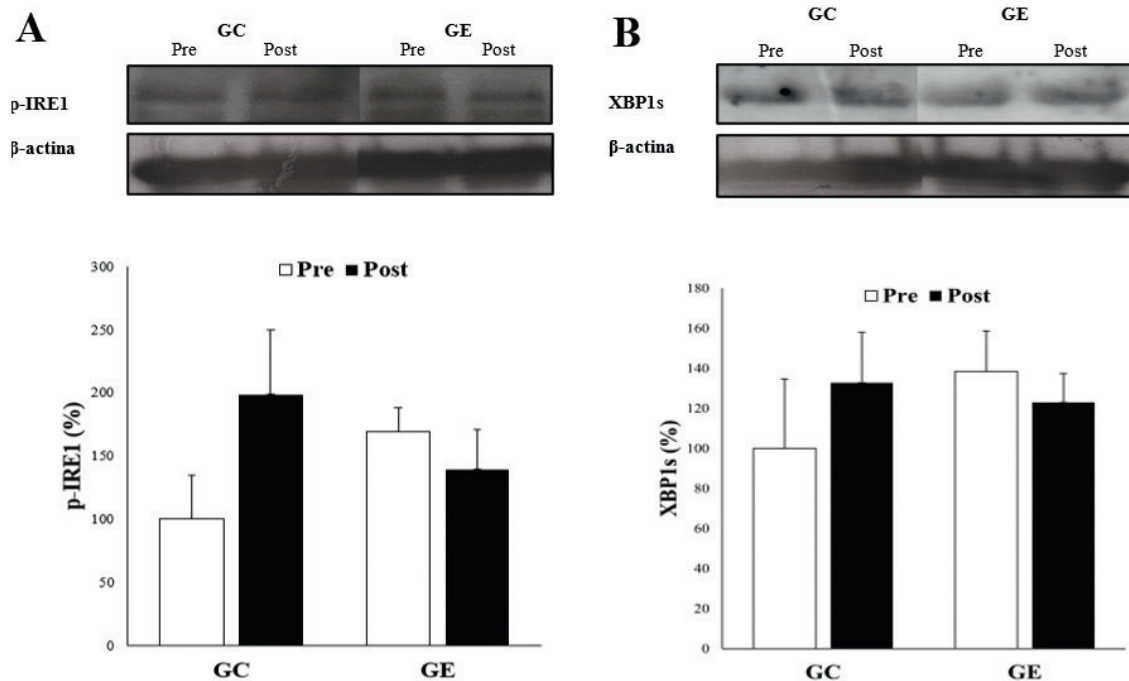 A
GC GE
Pre Post Pre Post
p-IRE1
β-actina
300
250
200
150
100
50
0
p-IRE1 (%)
Pre Post
GC GE
B
GC GE
Pre Post Pre Post
XBP1s
β-actina
180
160
140
120
100
80
60
40
20
0
XBP1s (%)
Pre Post
GC GE